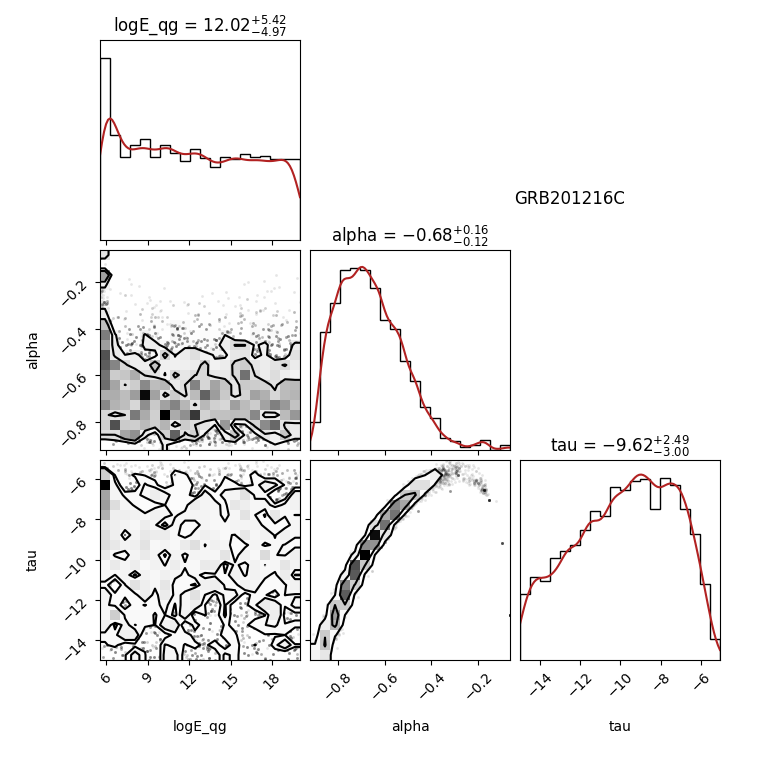 logE_qg = 12.02+5.42−4.97
GRB201216C
alpha = −0.68+0.16−0.12
−0.2
−0.4
−0.6
−0.8
alpha
tau = −9.62+2.49−3.00
−6
−8
−10
−12
−14
tau
6 9 12 15 18
−0.8 −0.6 −0.4 −0.2
−14 −12 −10 −8 −6
logE_qg alpha tau